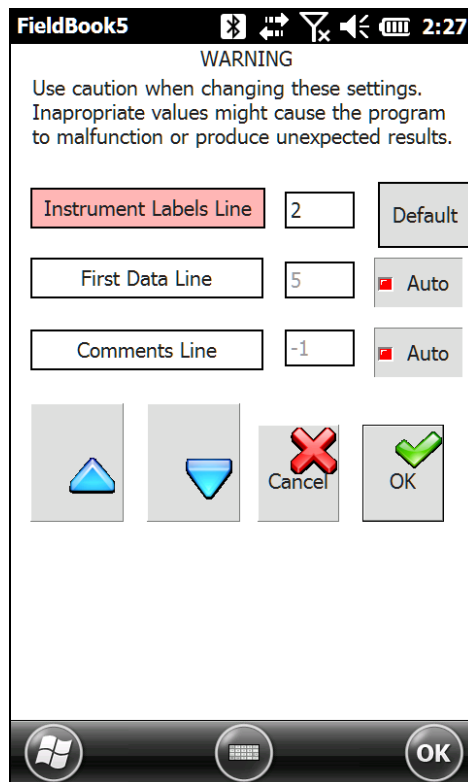 FieldBook5 2:27
WARNING
Use caution when changing these settings.
Inapropriate values might cause the program
to malfunction or produce unexpected results.
Instrument Labels Line 2 Default
First Data Line 5 Auto
Comments Line -1 Auto
Cancel OK
OK